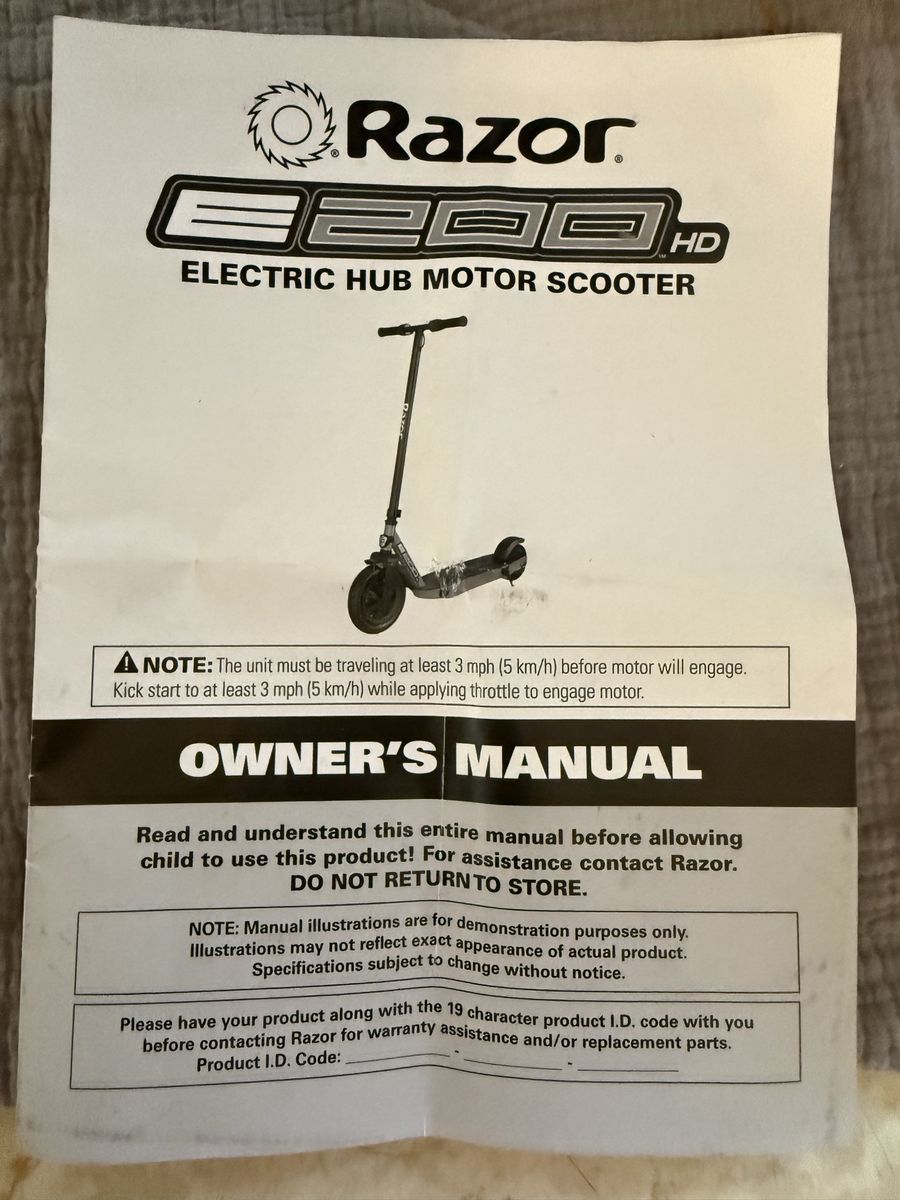 Razor®
E200™ HD
ELECTRIC HUB MOTOR SCOOTER
Razor
NOTE: The unit must be traveling at least 3 mph (5 km/h) before motor will engage.
Kick start to at least 3 mph (5 km/h) while applying throttle to engage motor.
OWNER'S MANUAL
Read and understand this entire manual before allowing
child to use this product! For assistance contact Razor.
DO NOT RETURN TO STORE.
NOTE: Manual illustrations are for demonstration purposes only.
Illustrations may not reflect exact appearance of actual product.
Specifications subject to change without notice.
Please have your product along with the 19 character product I.D. code with you
before contacting Razor for warranty assistance and/or replacement parts.
Product I.D. Code: ____________ - ____________ - ____________